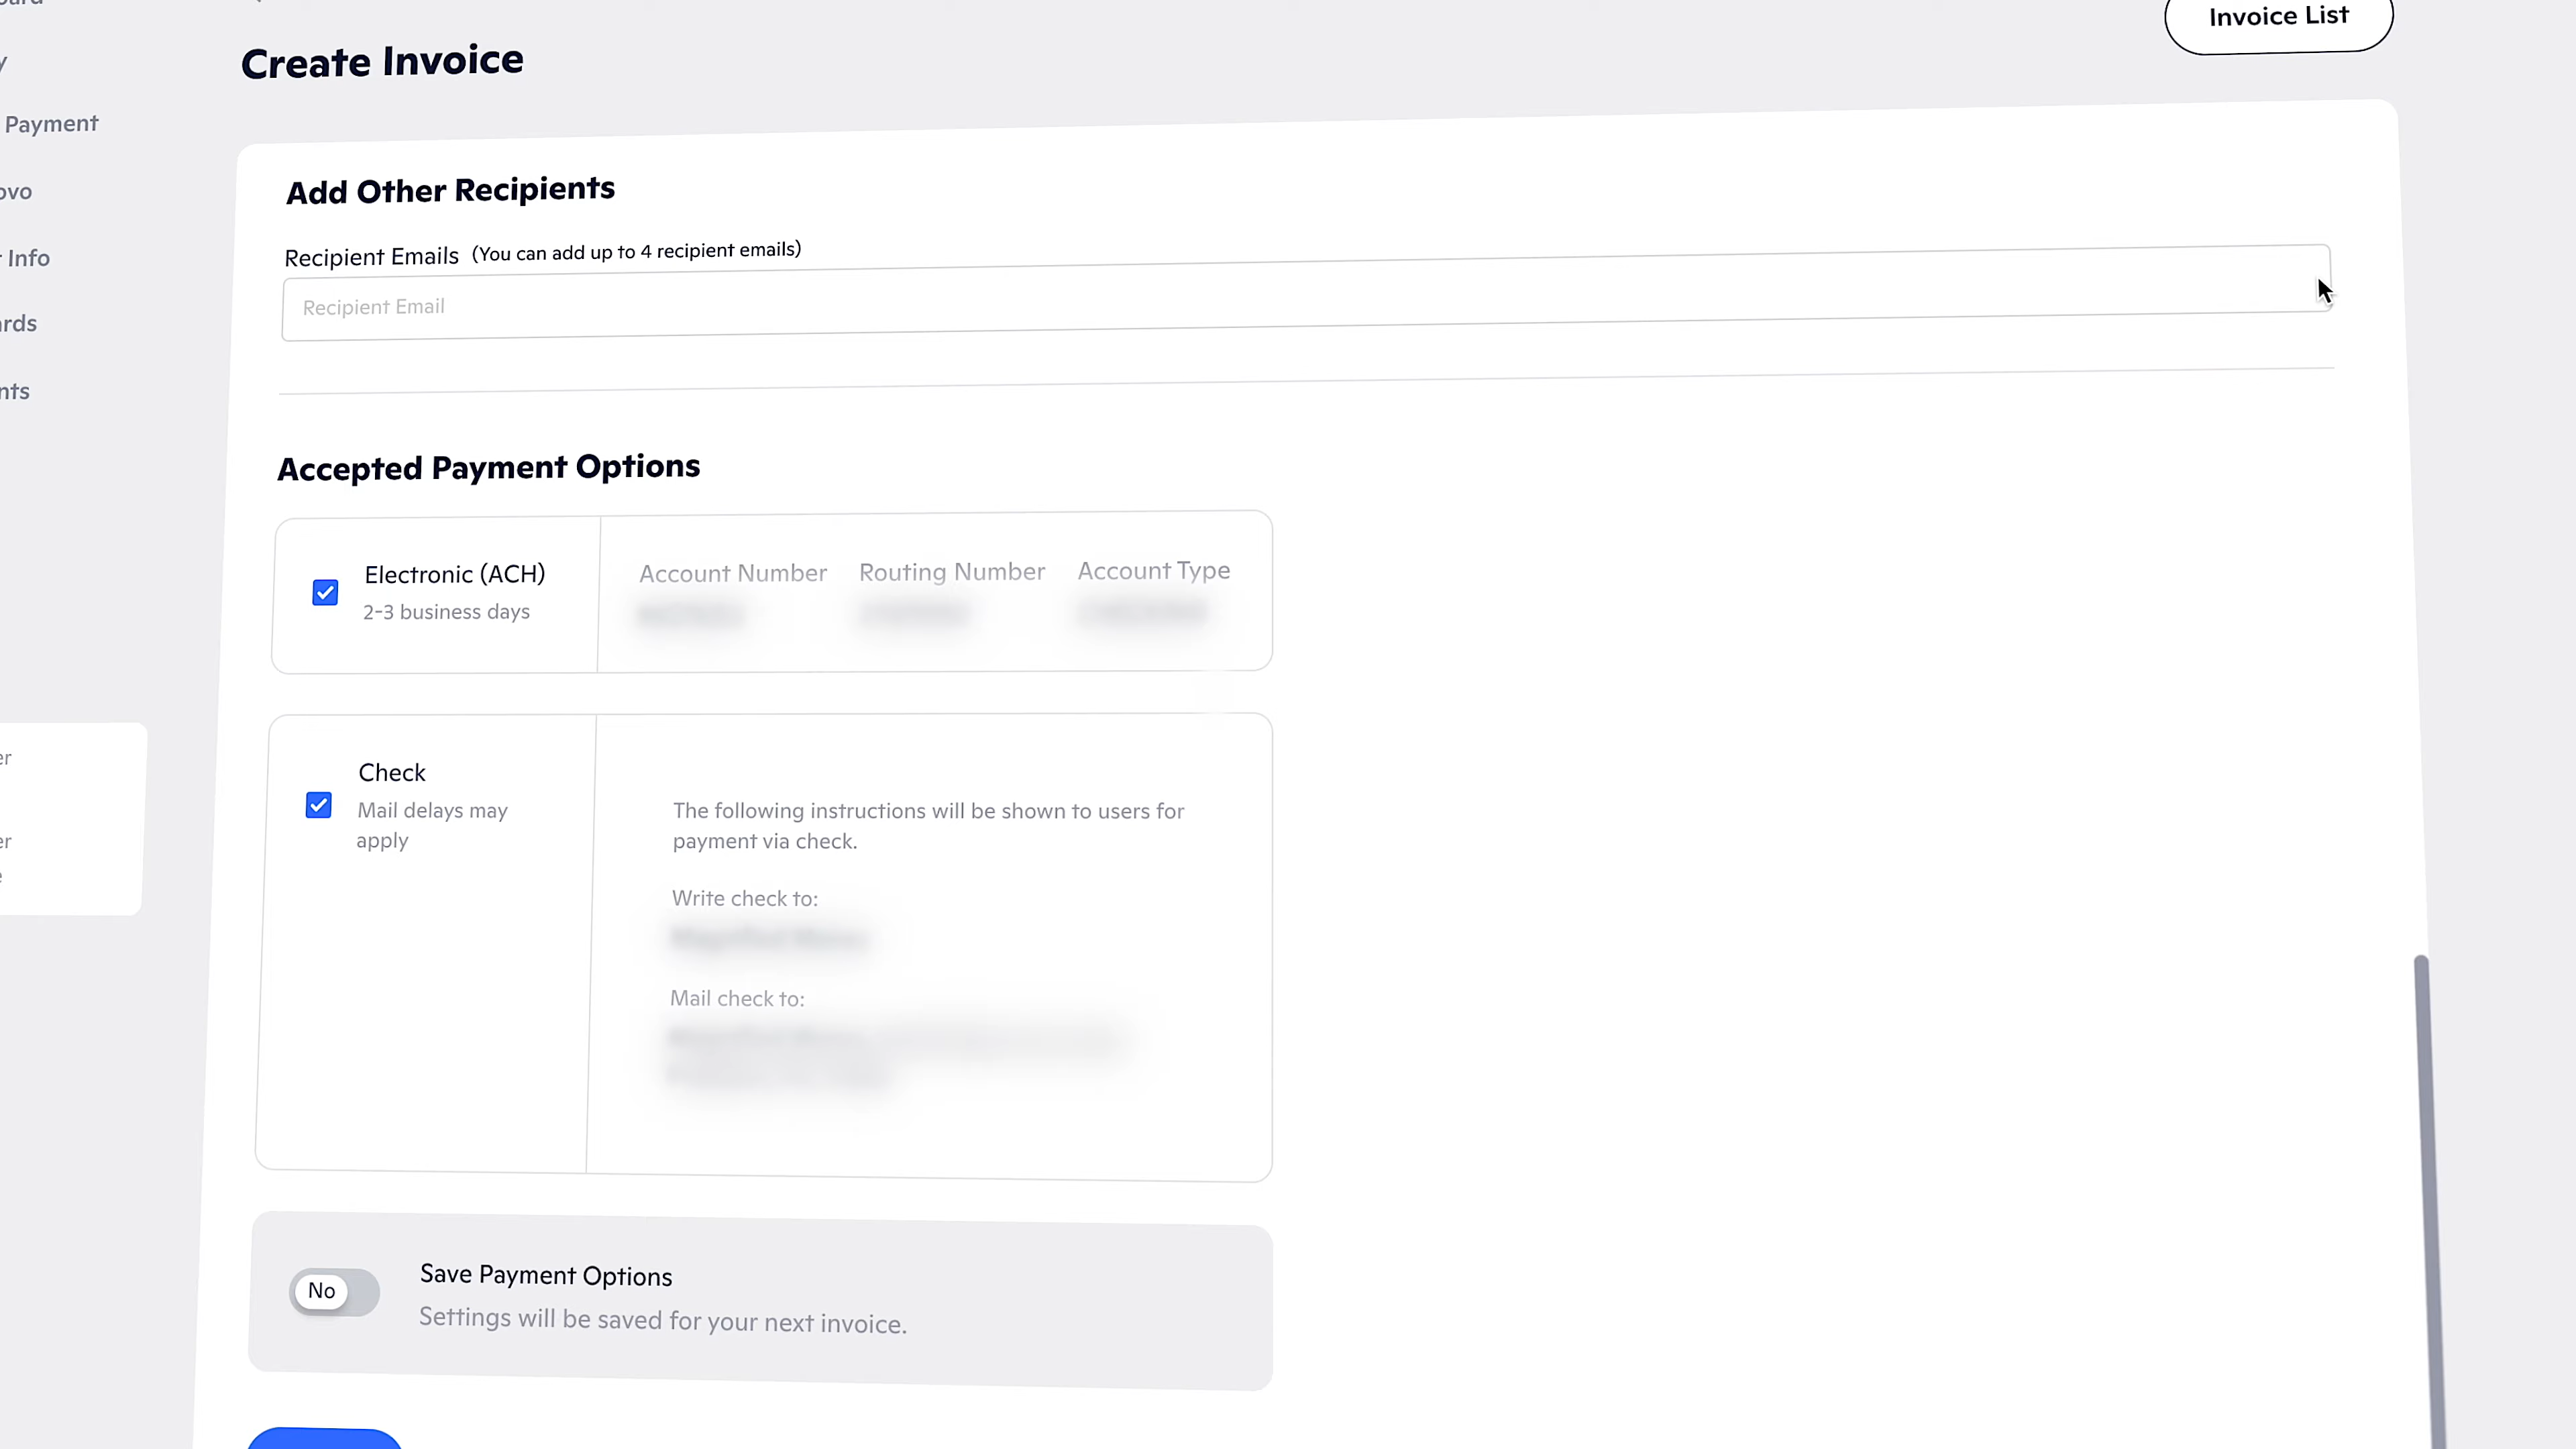 Invoice List
Create Invoice
Payment
Info
Add Other Recipients
Recipient Emails (You can add up to 4 recipient emails)
Recipient Email
Accepted Payment Options
Electronic (ACH)
2-3 business days
Account Number
Routing Number
Account Type
Check
Mail delays may
apply
The following instructions will be shown to users for
payment via check.
Write check to:
Mail check to:
No
Save Payment Options
Settings will be saved for your next invoice.